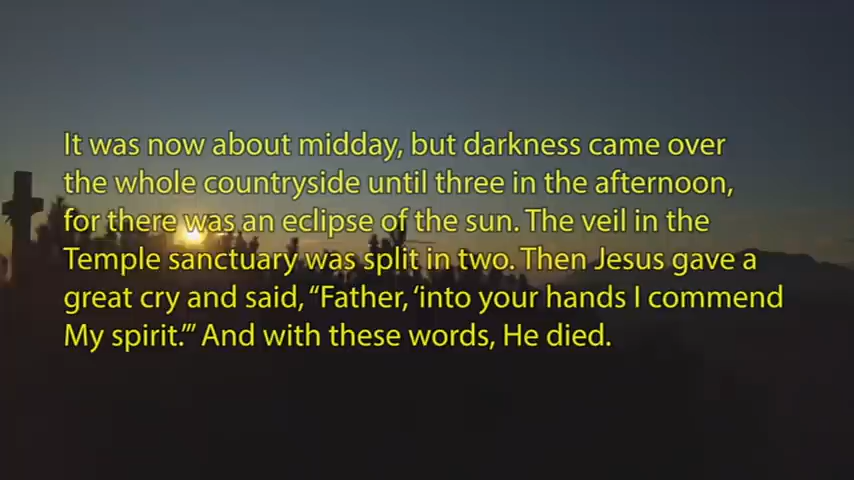 It was now about midday, but darkness came over
the whole countryside until three in the afternoon,
for there was an eclipse of the sun. The veil in the
Temple sanctuary was split in two. Then Jesus gave a
great cry and said, “Father, ‘into your hands I commend
My spirit.’” And with these words, He died.